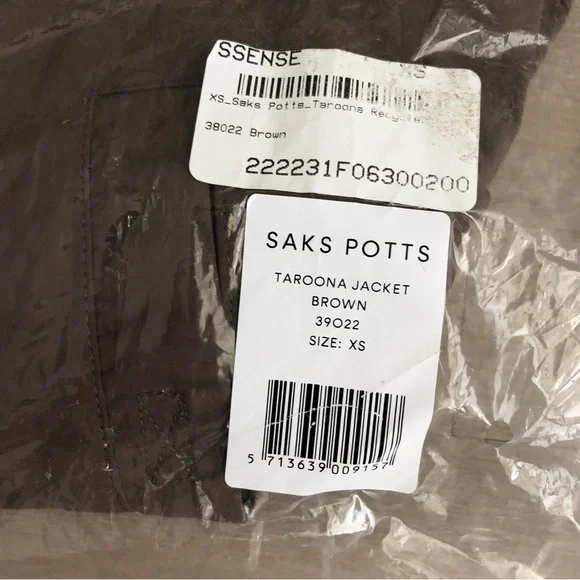 SSENSE XS
XS_Saks Potts_Taroona
38022 Brown
222231F06300200
SAKS POTTS
TAROONA JACKET
BROWN
39022
SIZE: XS
5 713639 009157